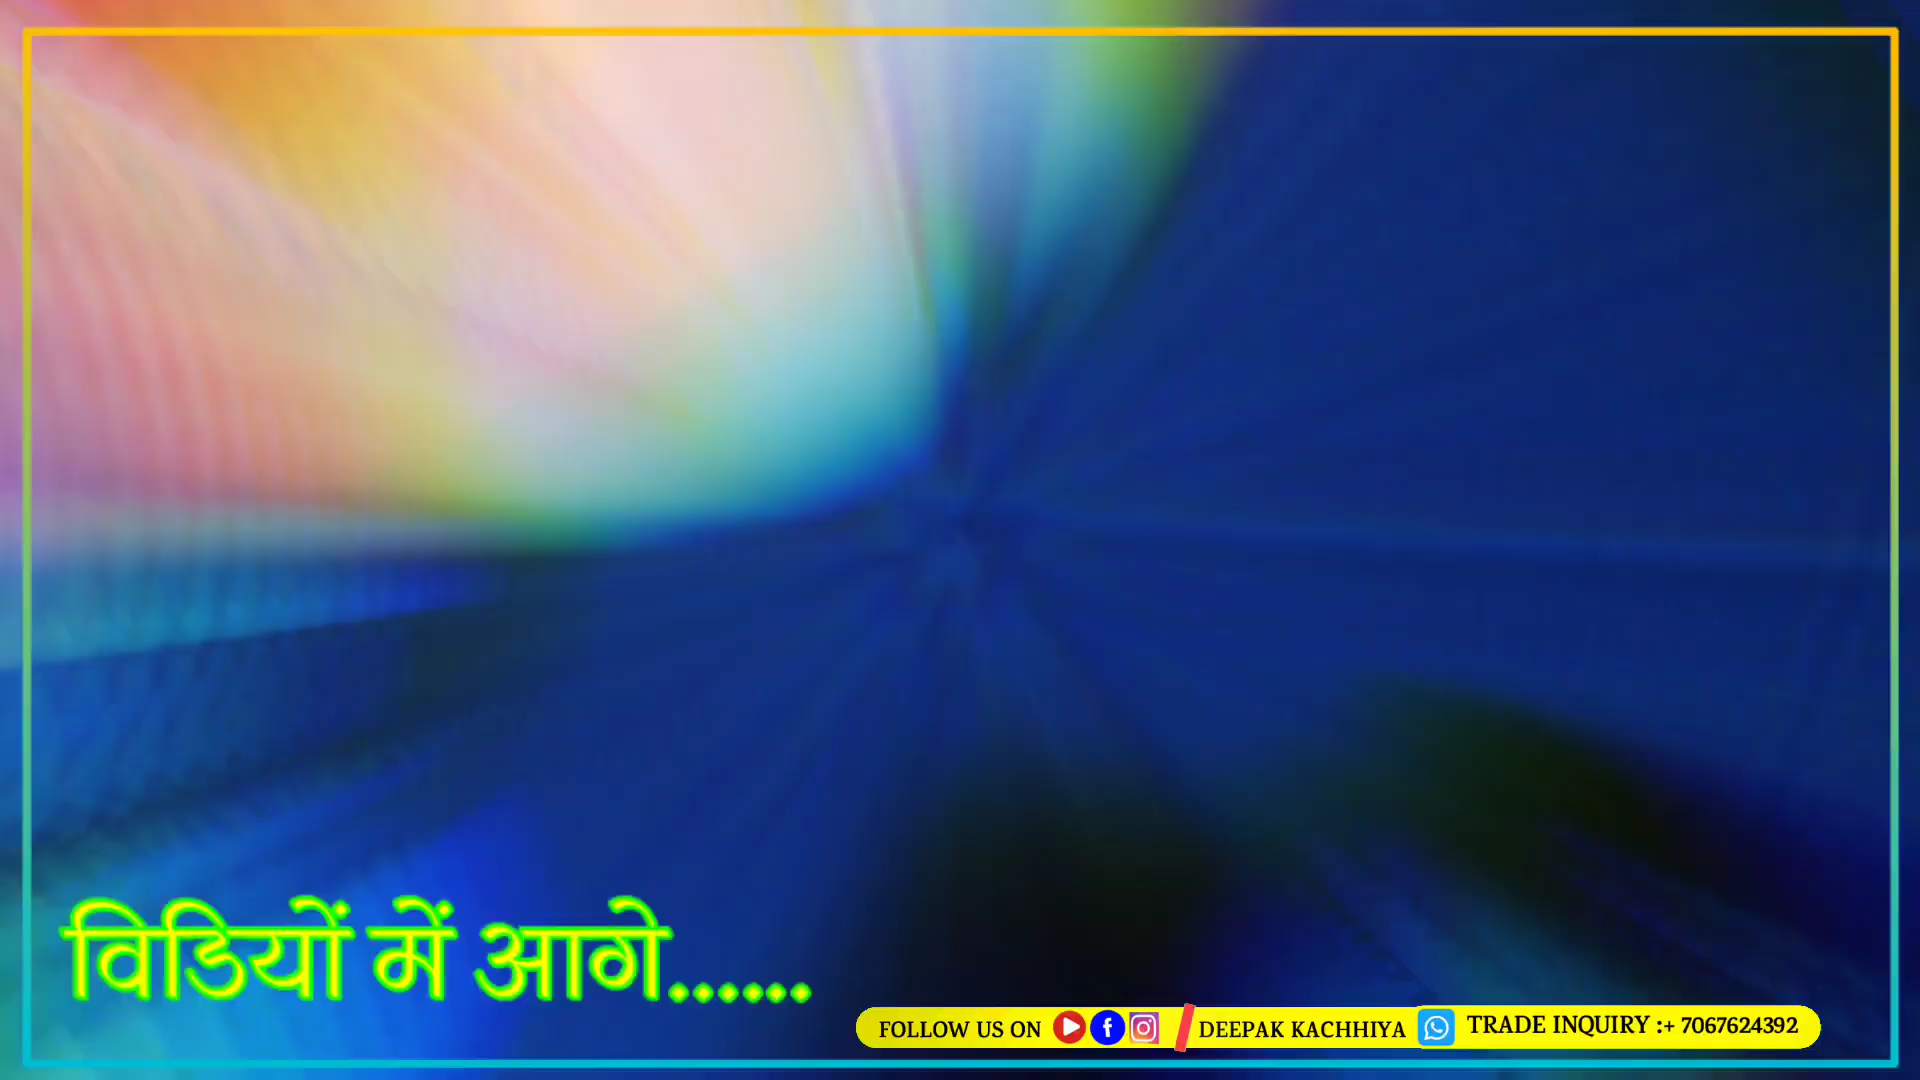 विडियों में आगे......
FOLLOW US ON DEEPAK KACHHIYA TRADE INQUIRY :+ 7067624392